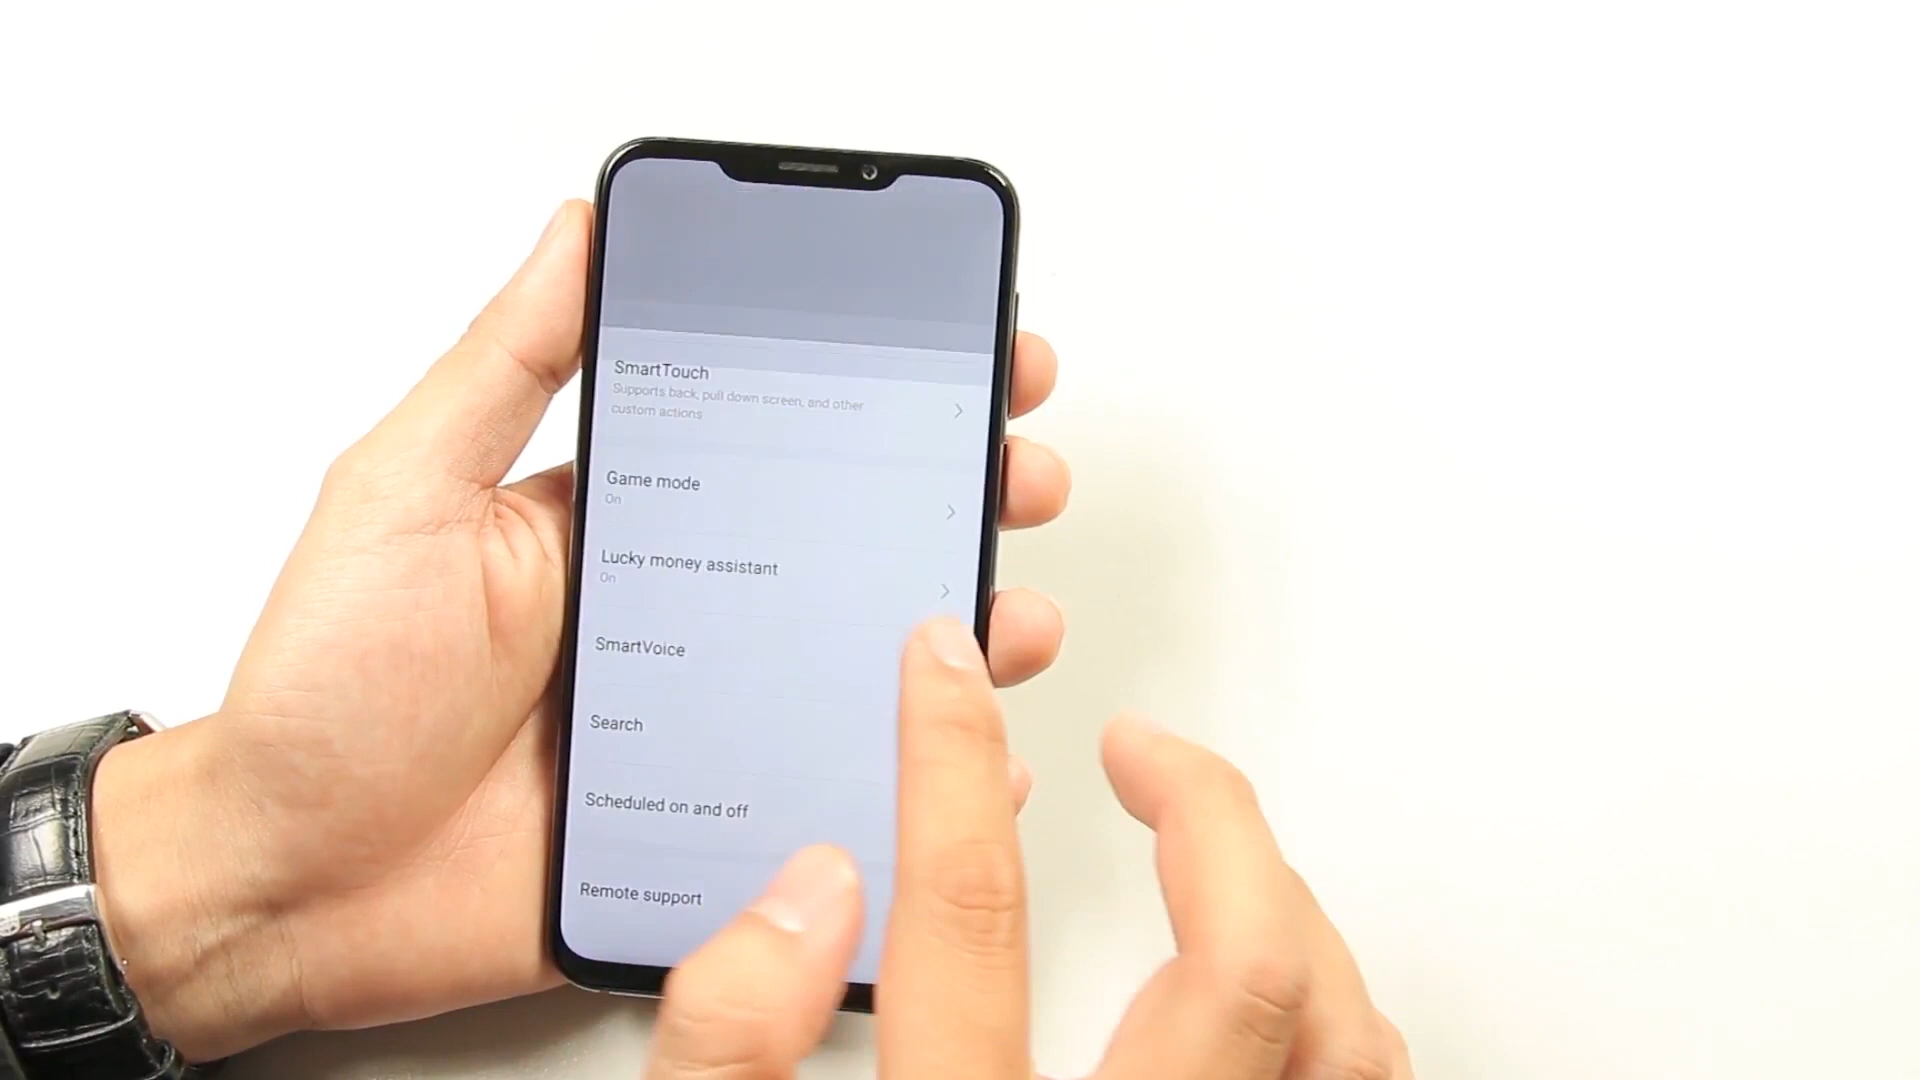 SmartTouch
Supports back, pull down screen, and other
custom actions
Game mode
On
Lucky money assistant
On
SmartVoice
Search
Scheduled on and off
Remote support